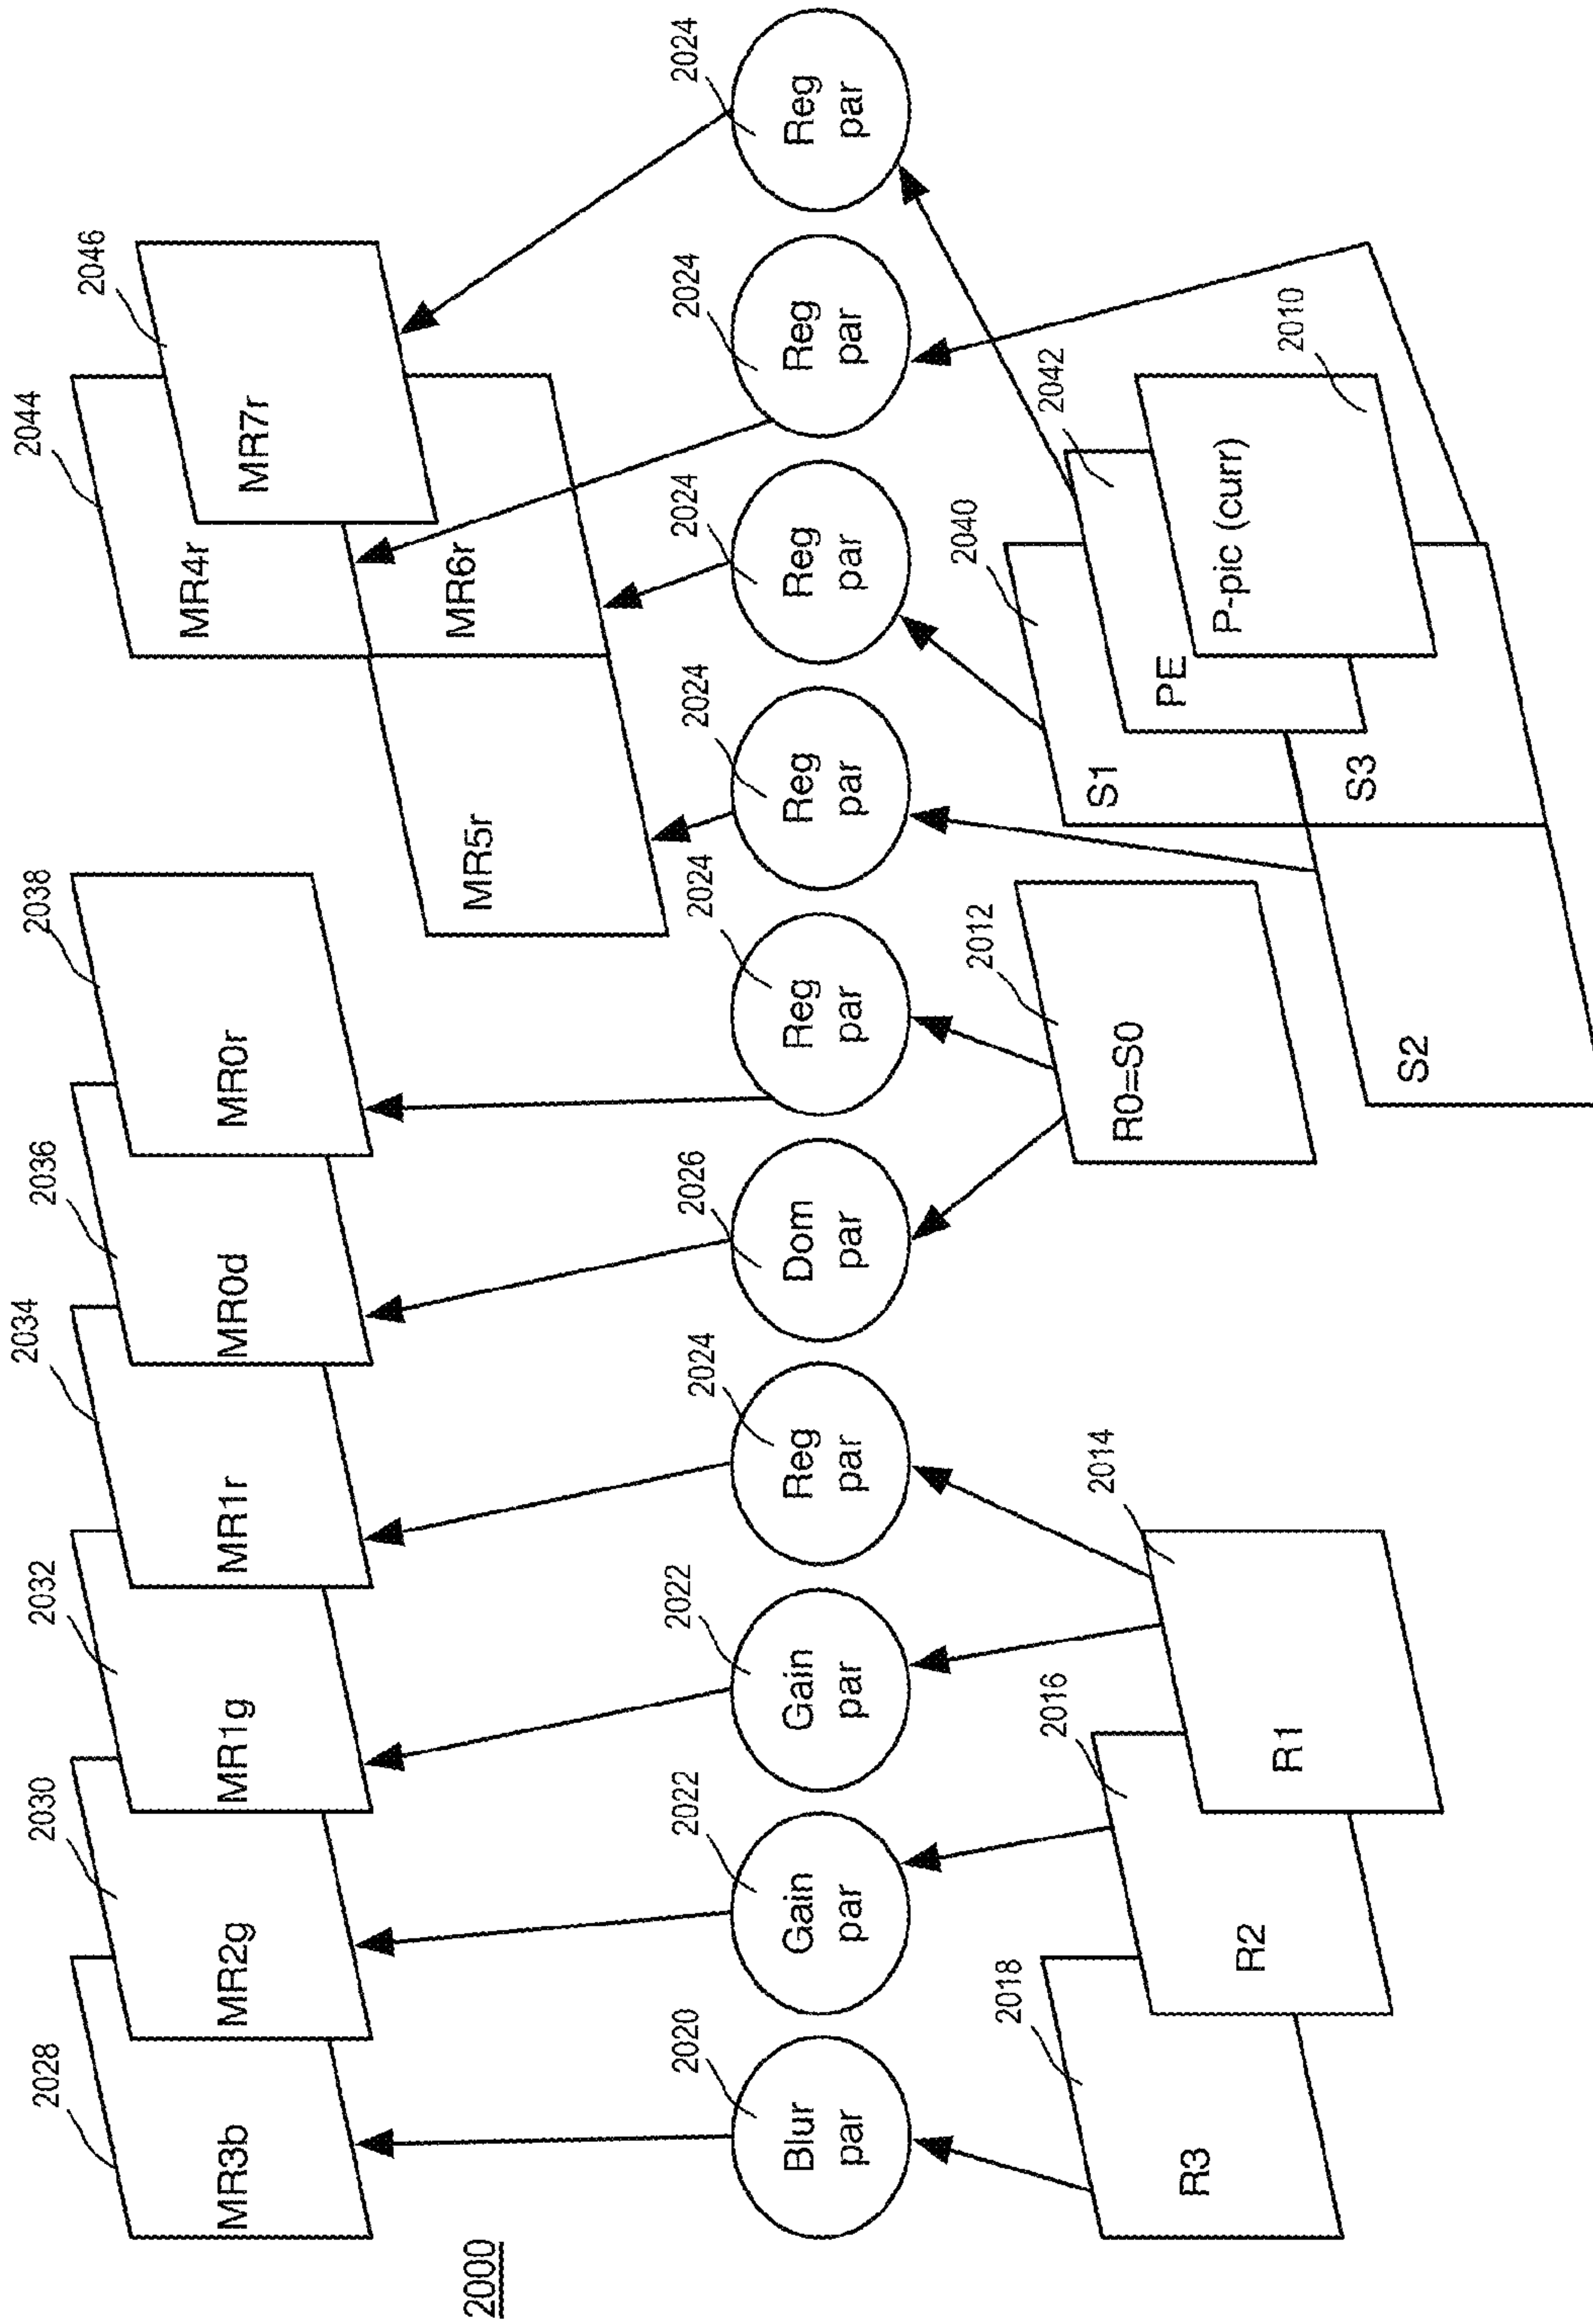 2000
2028
2030
2032
2034
2036
2038
2044
2046
MR3b
MR2g
MR1g
MR1r
MR0d
MR0r
MR4r
MR7r
MR5r
MR6r
2020
2022
2022
2024
2026
2024
2024
2024
2024
2024
Blur
par
Gain
par
Gain
par
Reg
par
Dom
par
Reg
par
Reg
par
Reg
par
Reg
par
Reg
par
2018
2016
2014
2012
2040
2042
2010
R3
R2
R1
R0=S0
S1
PE
P-pic (curr)
S2
S3